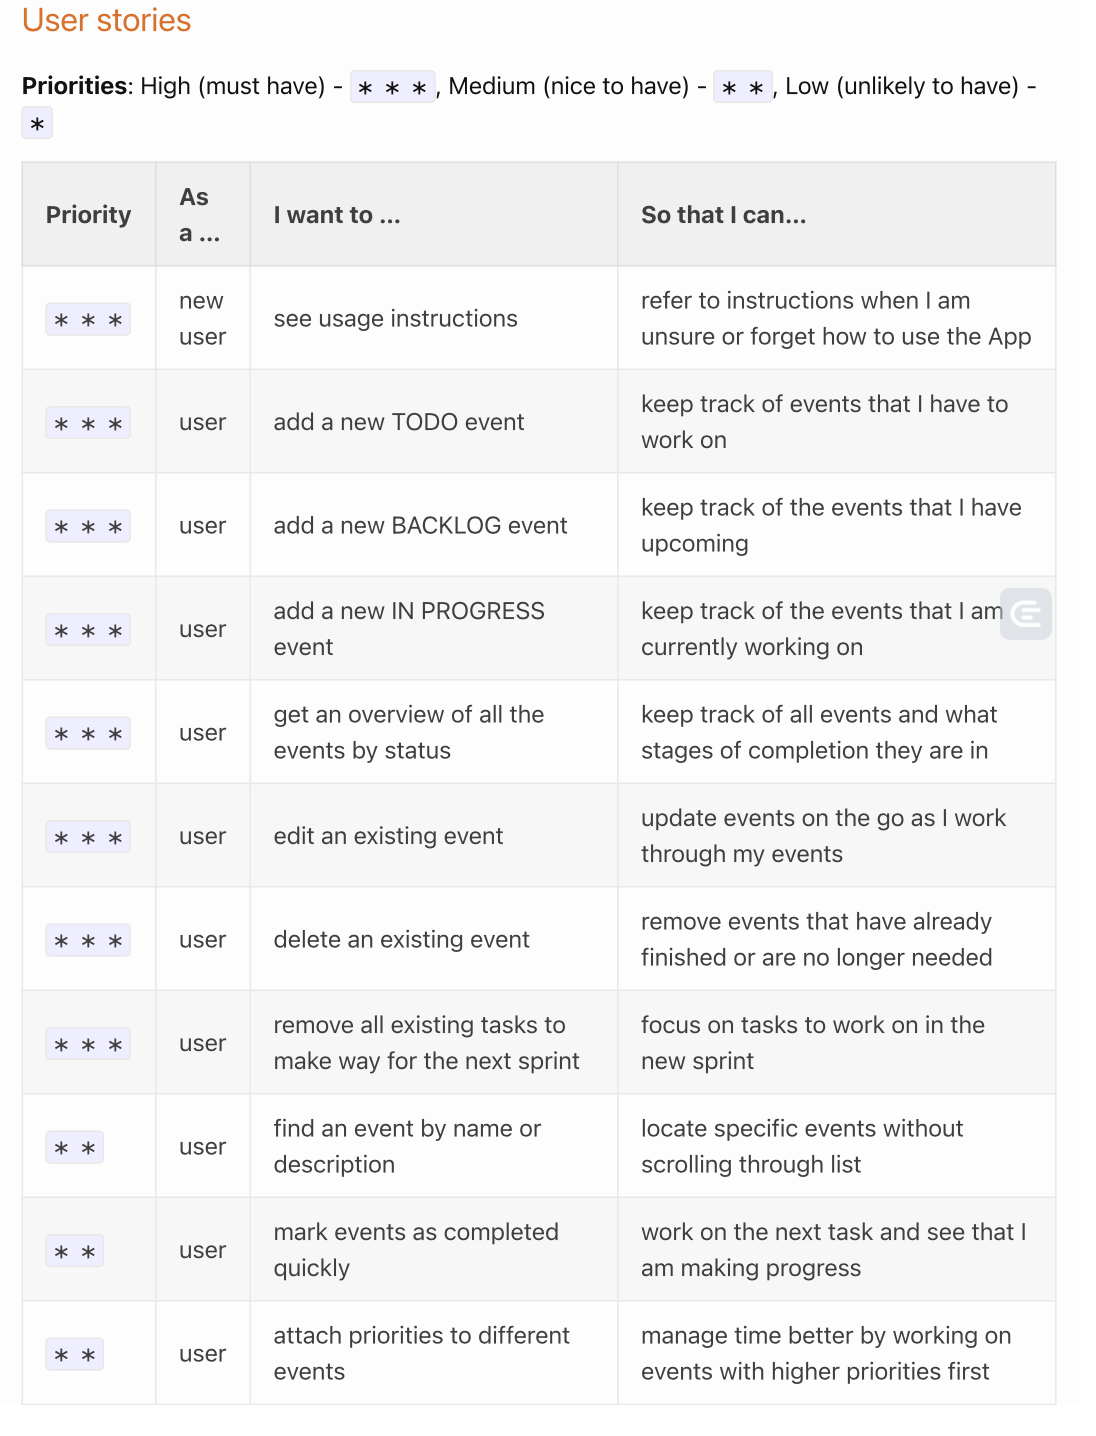 User stories
Priorities: High (must have) - * * *, Medium (nice to have) - * *, Low (unlikely to have) -
*
Priority
As
a ...
I want to ...
So that I can...
* * *
new
user
see usage instructions
refer to instructions when I am
unsure or forget how to use the App
* * *
user
add a new TODO event
keep track of events that I have to
work on
* * *
user
add a new BACKLOG event
keep track of the events that I have
upcoming
* * *
user
add a new IN PROGRESS
event
keep track of the events that I am
currently working on
* * *
user
get an overview of all the
events by status
keep track of all events and what
stages of completion they are in
* * *
user
edit an existing event
update events on the go as I work
through my events
* * *
user
delete an existing event
remove events that have already
finished or are no longer needed
* * *
user
remove all existing tasks to
make way for the next sprint
focus on tasks to work on in the
new sprint
* *
user
find an event by name or
description
locate specific events without
scrolling through list
* *
user
mark events as completed
quickly
work on the next task and see that I
am making progress
* *
user
attach priorities to different
events
manage time better by working on
events with higher priorities first